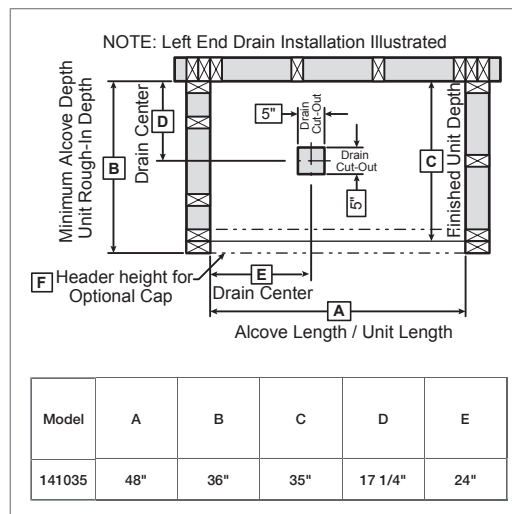 NOTE: Left End Drain Installation Illustrated
Minimum Alcove Depth
Unit Rough-In Depth
B
Drain Center
D
5"
Drain
Cut-Out
Drain
Cut-Out
5"
C
Finished Unit Depth
F Header height for
Optional Cap
E
Drain Center
A
Alcove Length / Unit Length
Model A B C D E
141035 48" 36" 35" 17 1/4" 24"